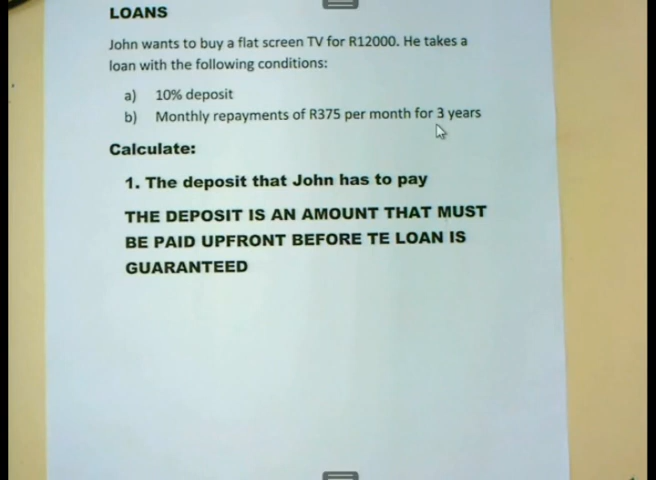 LOANS
John wants to buy a flat screen TV for R12000. He takes a
loan with the following conditions:
a) 10% deposit
b) Monthly repayments of R375 per month for 3 years
Calculate:
1. The deposit that John has to pay
THE DEPOSIT IS AN AMOUNT THAT MUST
BE PAID UPFRONT BEFORE TE LOAN IS
GUARANTEED